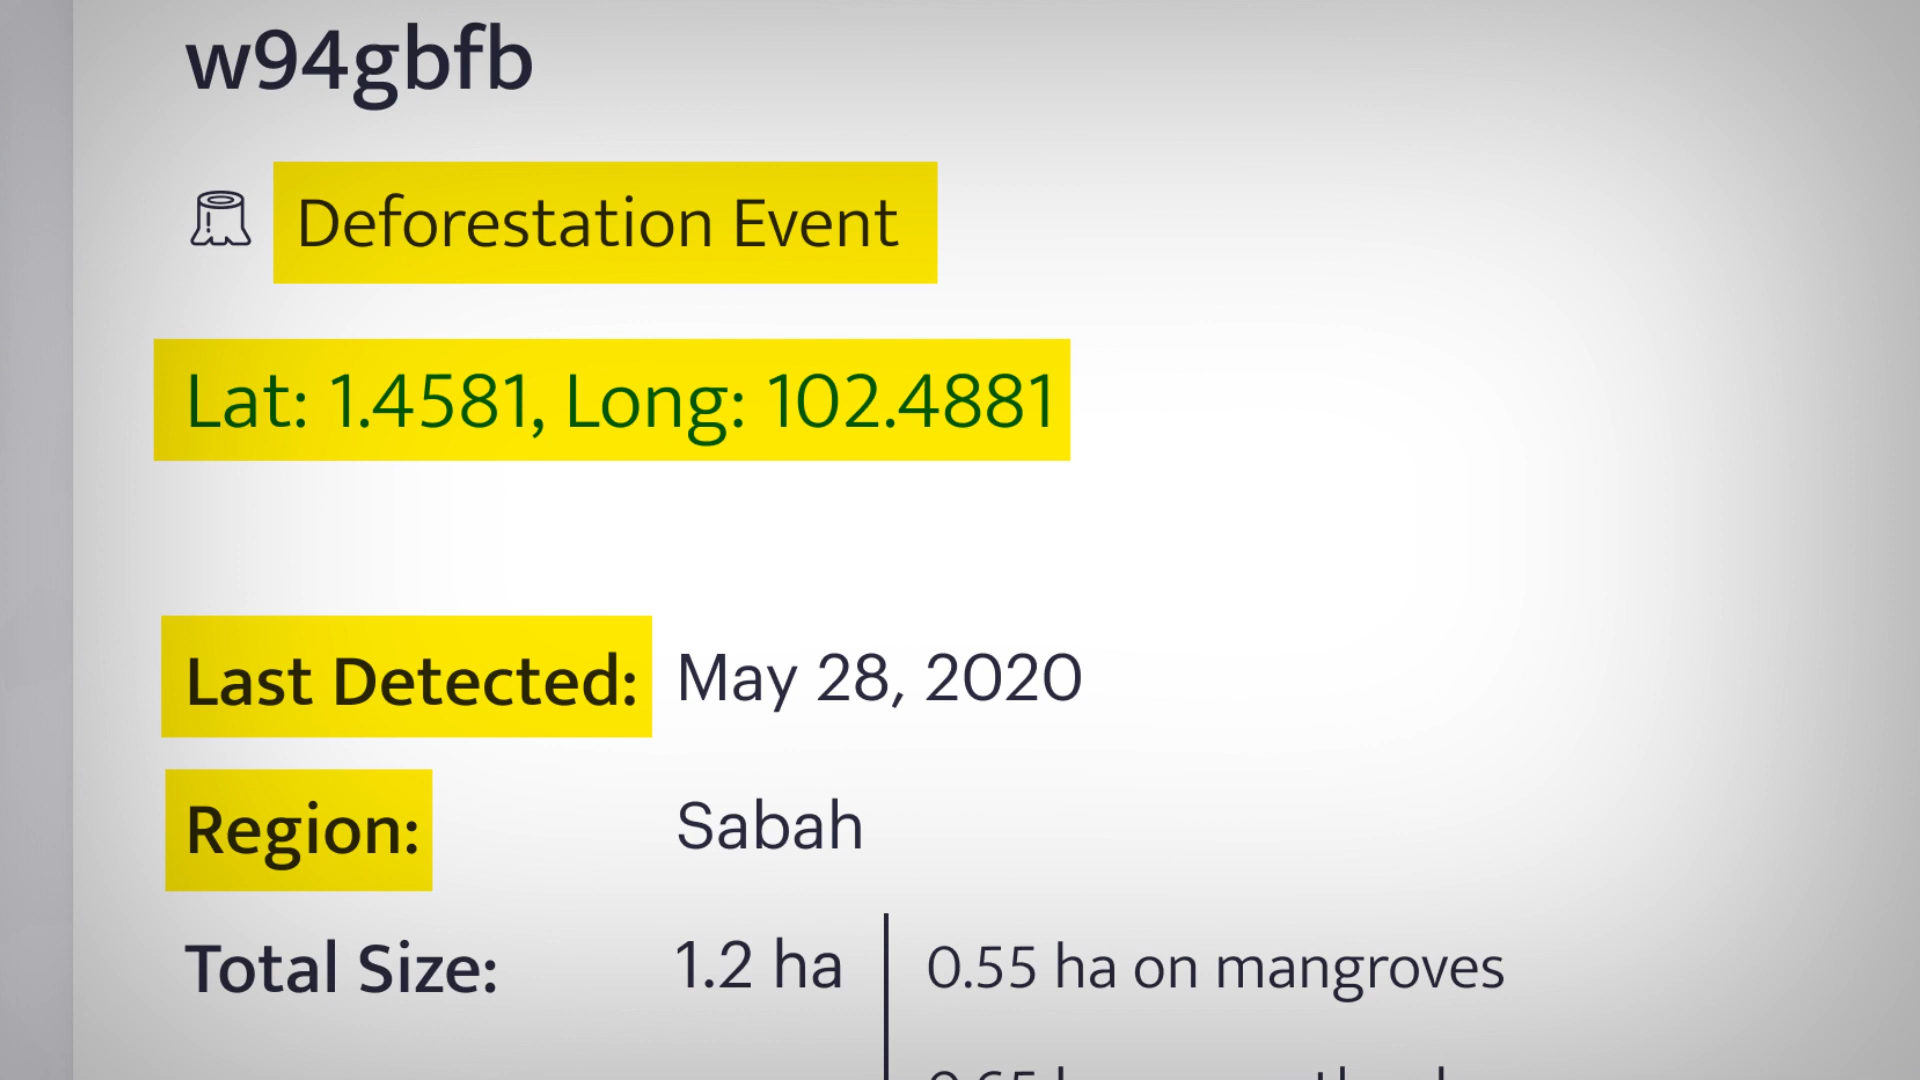 w94gbfb
Deforestation Event
Lat: 1.4581, Long: 102.4881
Last Detected: May 28, 2020
Region: Sabah
Total Size: 1.2 ha 0.55 ha on mangroves